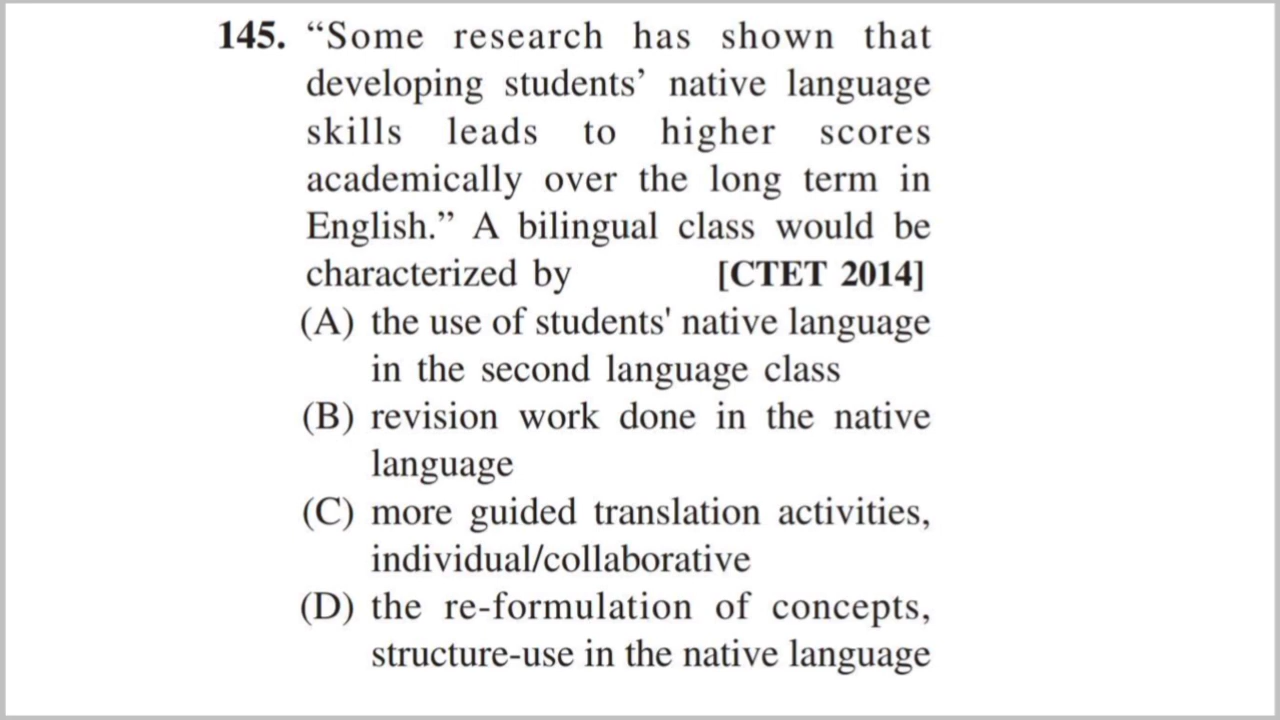 145. “Some research has shown that
developing students’ native language
skills leads to higher scores
academically over the long term in
English.” A bilingual class would be
characterized by [CTET 2014]
(A) the use of students' native language
in the second language class
(B) revision work done in the native
language
(C) more guided translation activities,
individual/collaborative
(D) the re-formulation of concepts,
structure-use in the native language